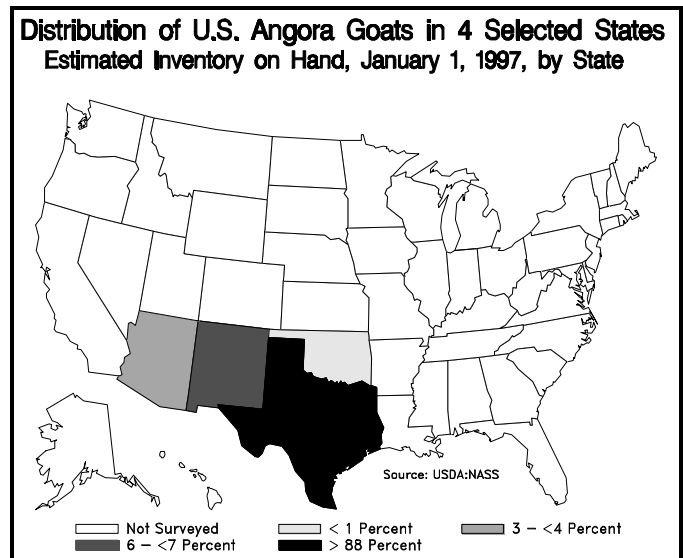 Distribution of U.S. Angora Goats in 4 Selected States
Estimated Inventory on Hand, January 1, 1997, by State
Source: USDA:NASS
Not Surveyed
< 1 Percent
3 - <4 Percent
6 - <7 Percent
> 88 Percent